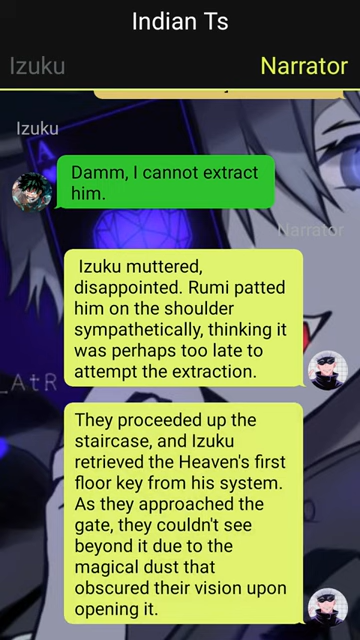 Indian Ts
Izuku
Narrator
Izuku
Damm, I cannot extract
him.
Narrator
Izuku muttered,
disappointed. Rumi patted
him on the shoulder
sympathetically, thinking it
was perhaps too late to
attempt the extraction.
_AtR
They proceeded up the
staircase, and Izuku
retrieved the Heaven's first
floor key from his system.
As they approached the
gate, they couldn't see
beyond it due to the
magical dust that
obscured their vision upon
opening it.